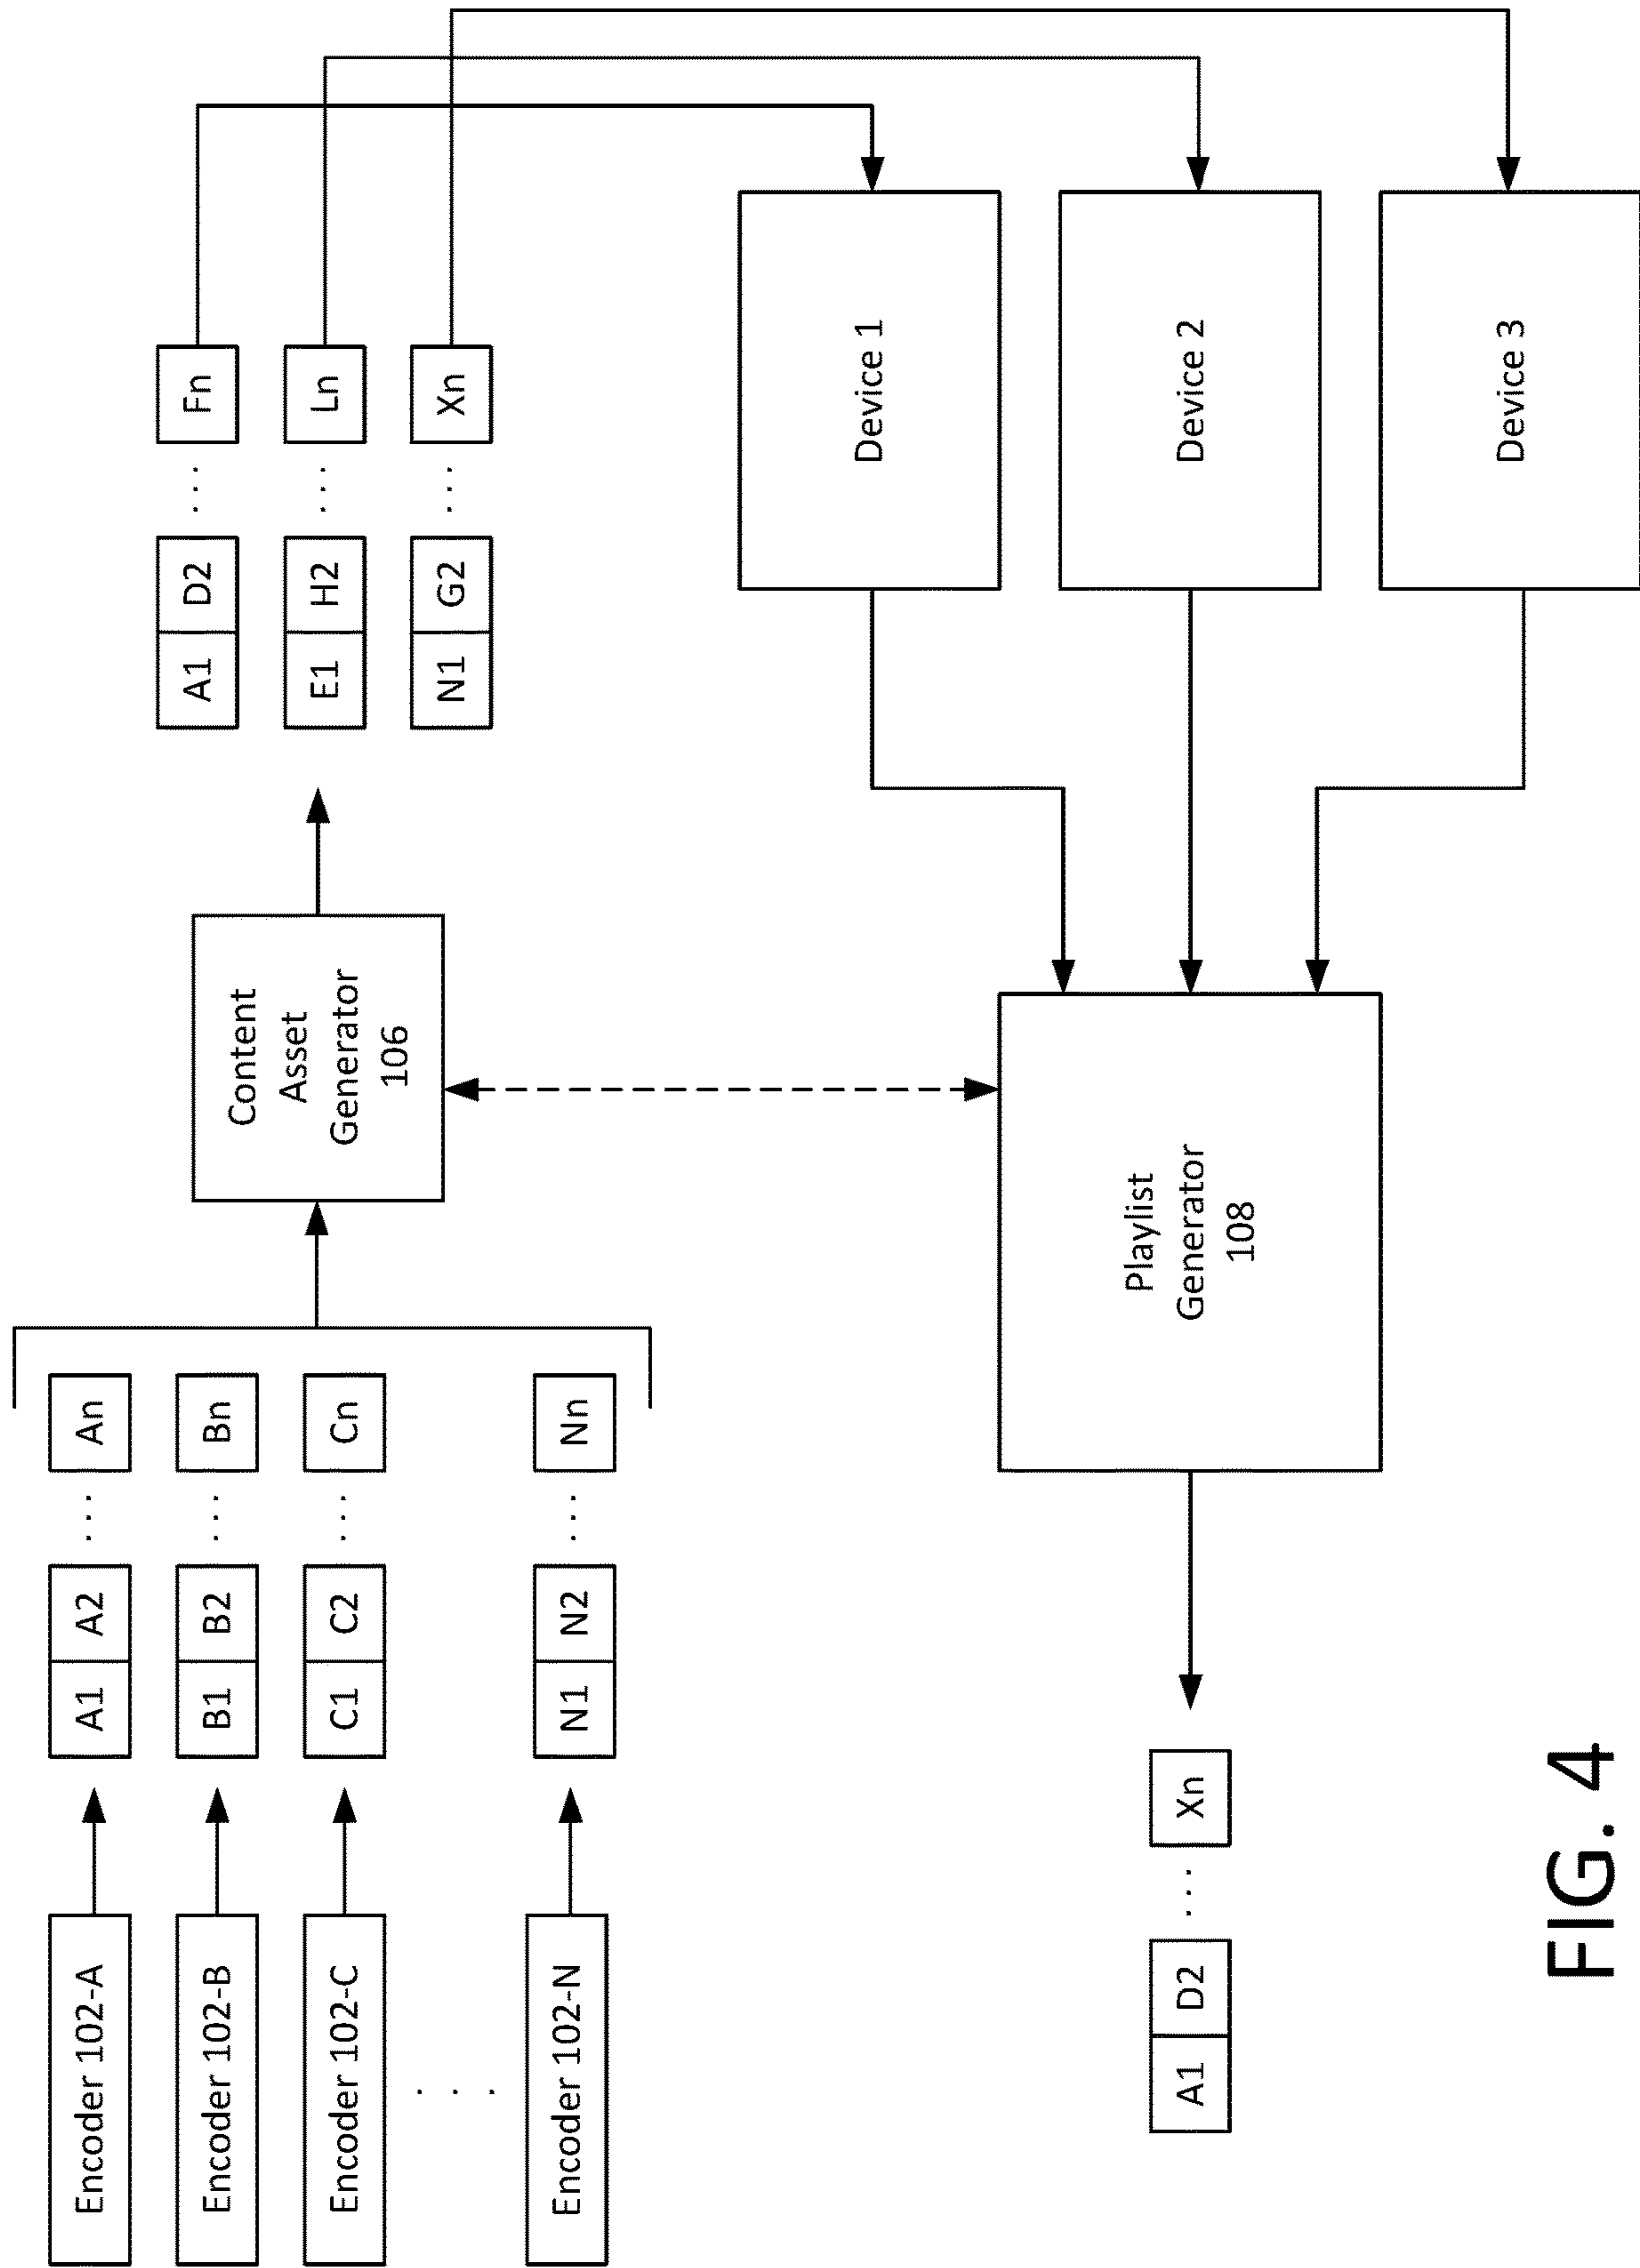 Encoder 102-A
A1 A2 . . . An
Encoder 102-B
B1 B2 . . . Bn
Encoder 102-C
C1 C2 . . . Cn
. . .
Encoder 102-N
N1 N2 . . . Nn
Content
Asset
Generator
106
A1 D2 . . . Fn
E1 H2 . . . Ln
N1 G2 . . . Xn
Device 1
Device 2
Device 3
Playlist
Generator
108
A1 D2 . . . Xn
FIG. 4